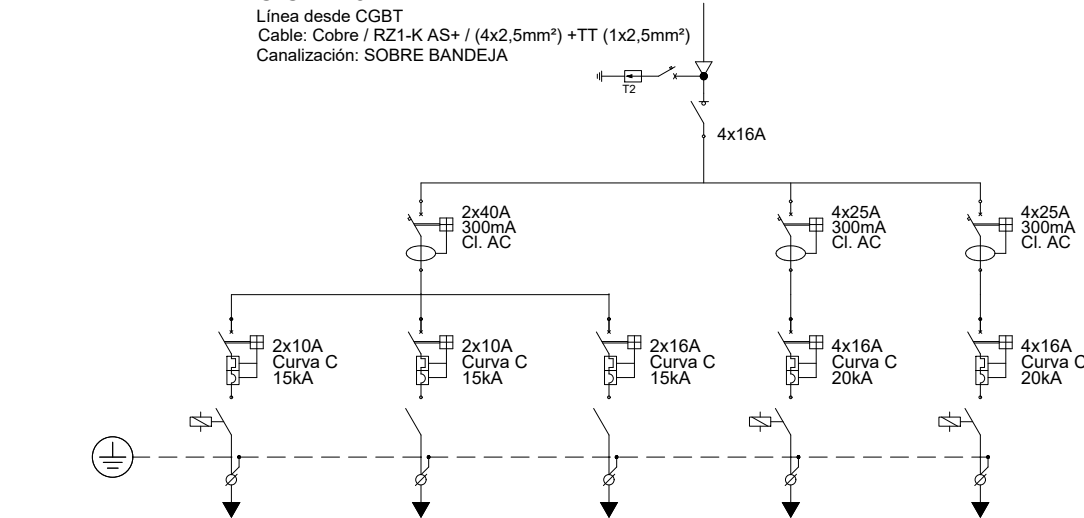 Línea desde CGBT
Cable: Cobre / RZ1-K AS+ / (4x2,5mm²) +TT (1x2,5mm²)
Canalización: SOBRE BANDEJA
T2
4x16A
2x40A
300mA
Cl. AC
4x25A
300mA
Cl. AC
4x25A
300mA
Cl. AC
2x10A
Curva C
15kA
2x10A
Curva C
15kA
2x16A
Curva C
15kA
4x16A
Curva C
20kA
4x16A
Curva C
20kA